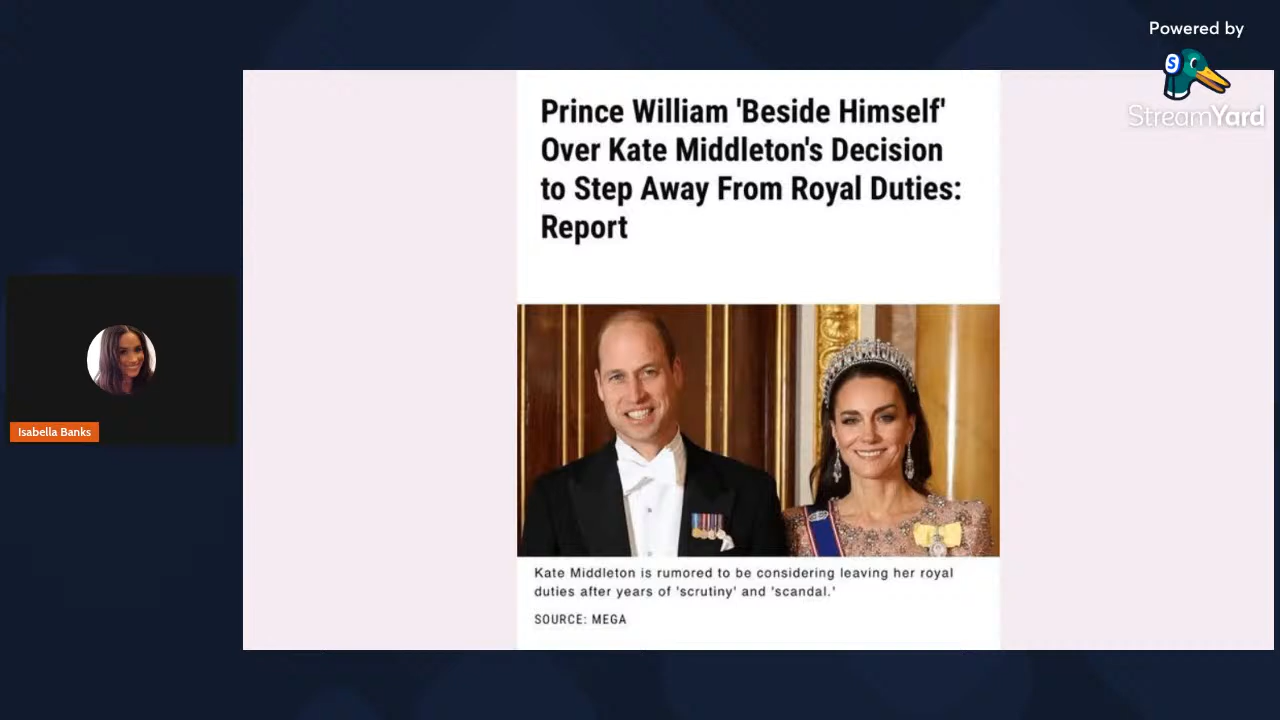 Powered by
S
StreamYard
Prince William 'Beside Himself'
Over Kate Middleton's Decision
to Step Away From Royal Duties:
Report
Isabella Banks
Kate Middleton is rumored to be considering leaving her royal
duties after years of 'scrutiny' and 'scandal.'
SOURCE: MEGA